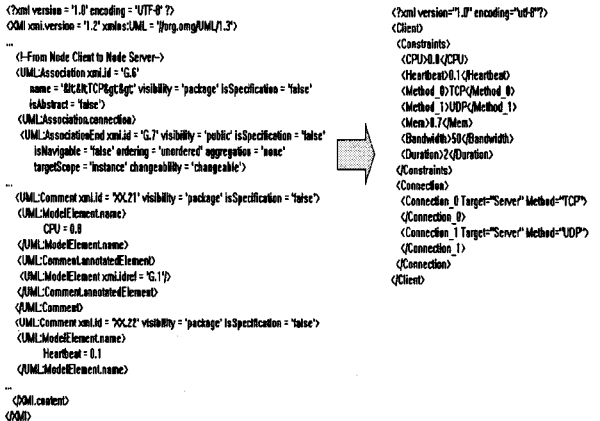 <?xml version = '1.0' encoding = 'UTF-8' ?>
<XMI xmi.version = '1.2' xmlns:UML = '//org.omg/UML/1.3'>
...
<!--From Node Client to Node Server-->
<UML:Association xmi.id = 'G.6'
name = '&lt;&lt;TCP&gt;&gt;' visibility = 'package' isSpecification = 'false'
isAbstract = 'false'>
<UML:Association.connection>
<UML:AssociationEnd xmi.id = 'G.7' visibility = 'public' isSpecification = 'false'
isNavigable = 'false' ordering = 'unordered' aggregation = 'none'
targetScope = 'instance' changeability = 'changeable'>
...
<UML:Comment xmi.id = 'XX.21' visibility = 'package' isSpecification = 'false'>
<UML:ModelElement.name>
CPU = 0.8
</UML:ModelElement.name>
<UML:Comment.annotatedElement>
<UML:ModelElement xmi.idref = 'G.1'/>
</UML:Comment.annotatedElement>
</UML:Comment>
<UML:Comment xmi.id = 'XX.22' visibility = 'package' isSpecification = 'false'>
<UML:ModelElement.name>
Heartbeat = 0.1
</UML:ModelElement.name>
...
</XMI.content>
</XMI>
<?xml version="1.0" encoding="utf-8"?>
<Client>
<Constraints>
<CPU>0.8</CPU>
<Heartbeat>0.1</Heartbeat>
<Method_0>TCP</Method_0>
<Method_1>UDP</Method_1>
<Mem>0.7</Mem>
<Bandwidth>50</Bandwidth>
<Duration>2</Duration>
</Constraints>
<Connection>
<Connection_0 Target="Server" Method="TCP">
</Connection_0>
<Connection_1 Target="Server" Method="UDP">
</Connection_1>
</Connection>
</Client>